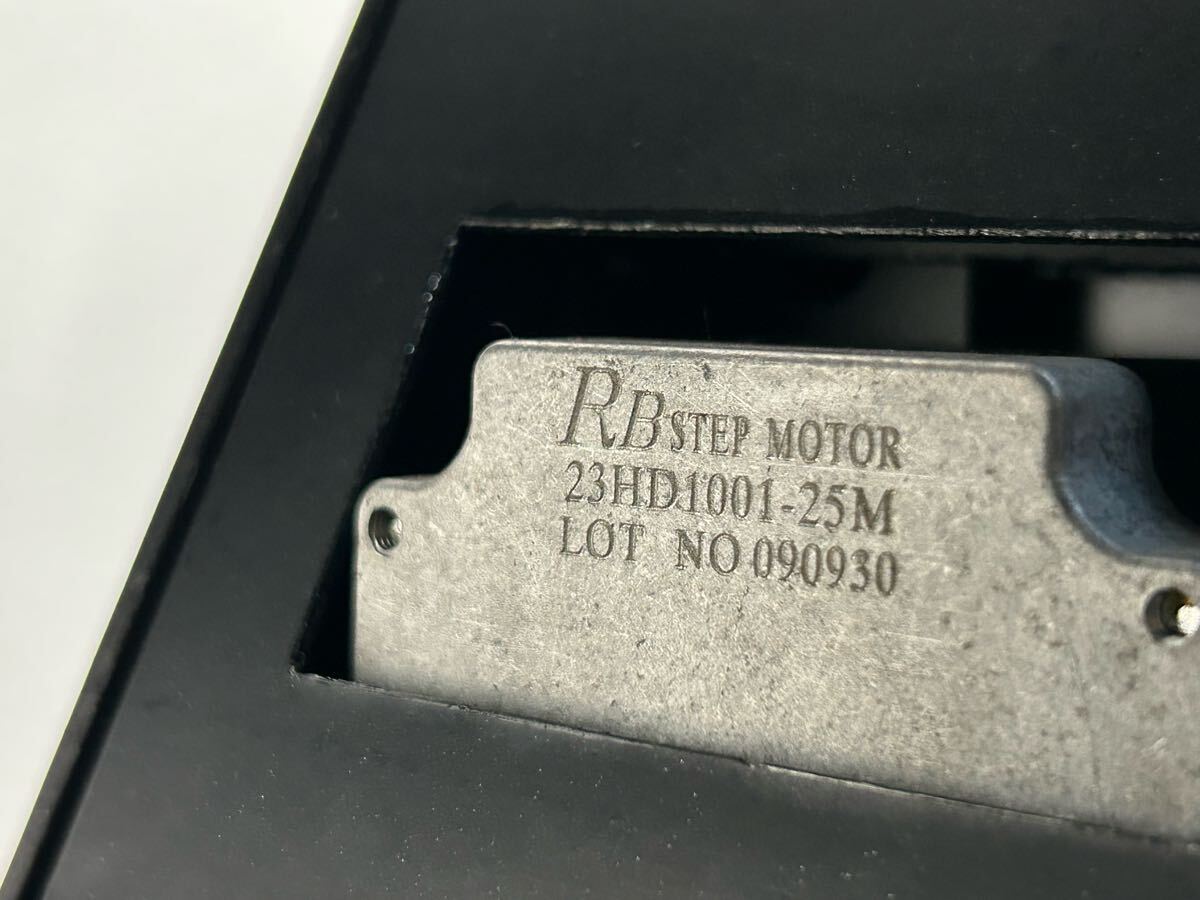 RB STEP MOTOR
23HD1001-25M
LOT NO 090930